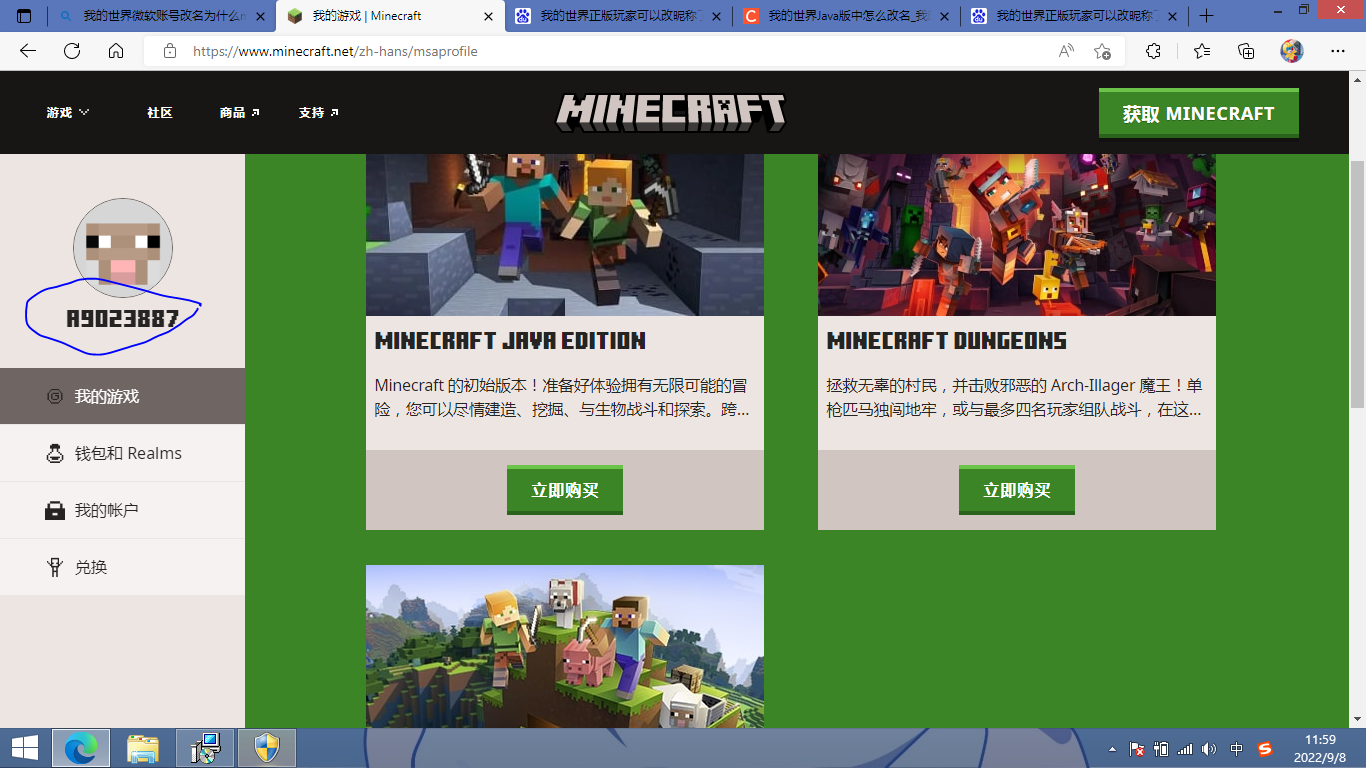 我的世界微软账号改名为什么n
我的游戏 | Minecraft
我的世界正版玩家可以改昵称了
我的世界Java版中怎么改名_我的
我的世界正版玩家可以改昵称了
https://www.minecraft.net/zh-hans/msaprofile
游戏
社区
商品
支持
MINECRAFT
获取 MINECRAFT
A9023887
我的游戏
钱包和 Realms
我的帐户
兑换
MINECRAFT JAVA EDITION
Minecraft 的初始版本！准备好体验拥有无限可能的冒
险，您可以尽情建造、挖掘、与生物战斗和探索。跨...
立即购买
MINECRAFT DUNGEONS
拯救无辜的村民，并击败邪恶的 Arch-Illager 魔王！单
枪匹马独闯地牢，或与最多四名玩家组队战斗，在这...
立即购买
中
11:59
2022/9/8